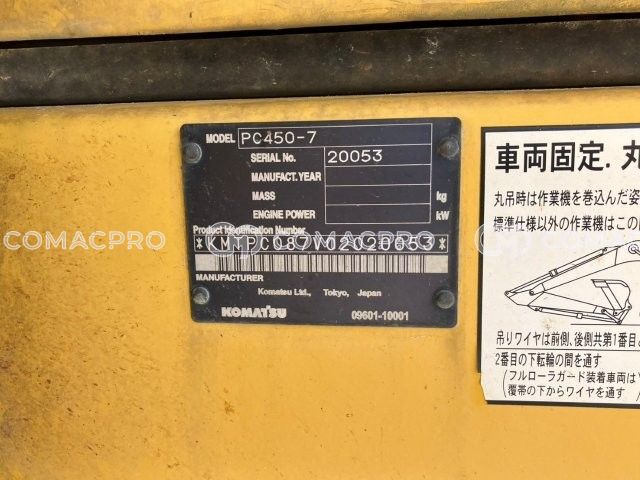 MODEL PC450-7
SERIAL No. 20053
MANUFACT. YEAR
MASS kg
ENGINE POWER kW
Product Identification Number
*KMTPC087V02020053*
MANUFACTURER
Komatsu Ltd., Tokyo, Japan
KOMATSU 09601-10001
車両固定.丸
丸吊時は作業機を巻込んだ姿
標準仕様以外の作業機はこの
吊りワイヤは前側、後側共第1番目
2番目の下転輪の間を通す
(フルローラガード装着車両は
覆帯の下からワイヤを通す)
COMACPRO
COMACPRO
COMACPRO